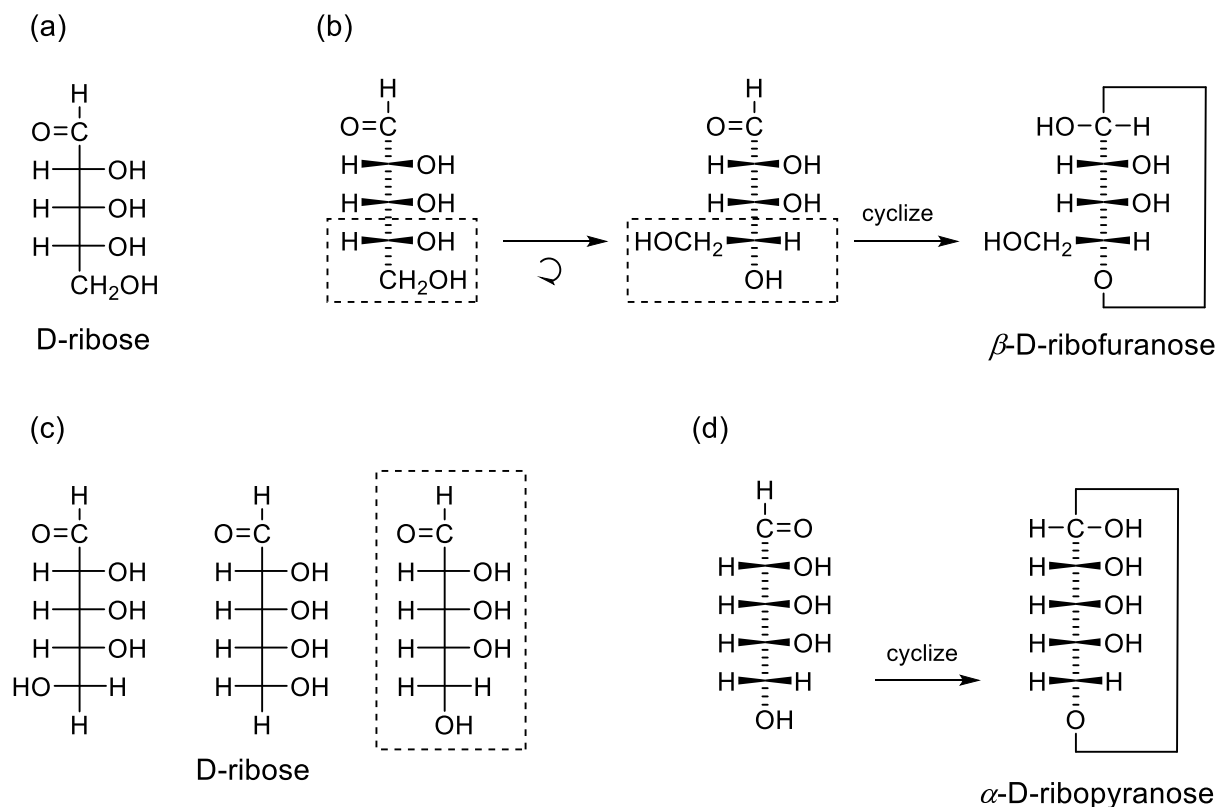 (a)
H
O=C
H OH
H OH
H OH
CH₂OH
D-ribose
(b)
H
O=C
H OH
H OH
H OH
CH₂OH
H
O=C
H OH
H OH
HOCH₂ H
OH
cyclize
HO C H
H OH
H OH
HOCH₂ H
O
β-D-ribofuranose
(c)
H
O=C
H OH
H OH
H OH
HO H
H
H
O=C
H OH
H OH
H OH
H OH
H
H
O=C
H OH
H OH
H OH
H H
OH
D-ribose
(d)
H
C=O
H OH
H OH
H OH
H H
OH
cyclize
H C OH
H OH
H OH
H OH
H H
O
α-D-ribopyranose